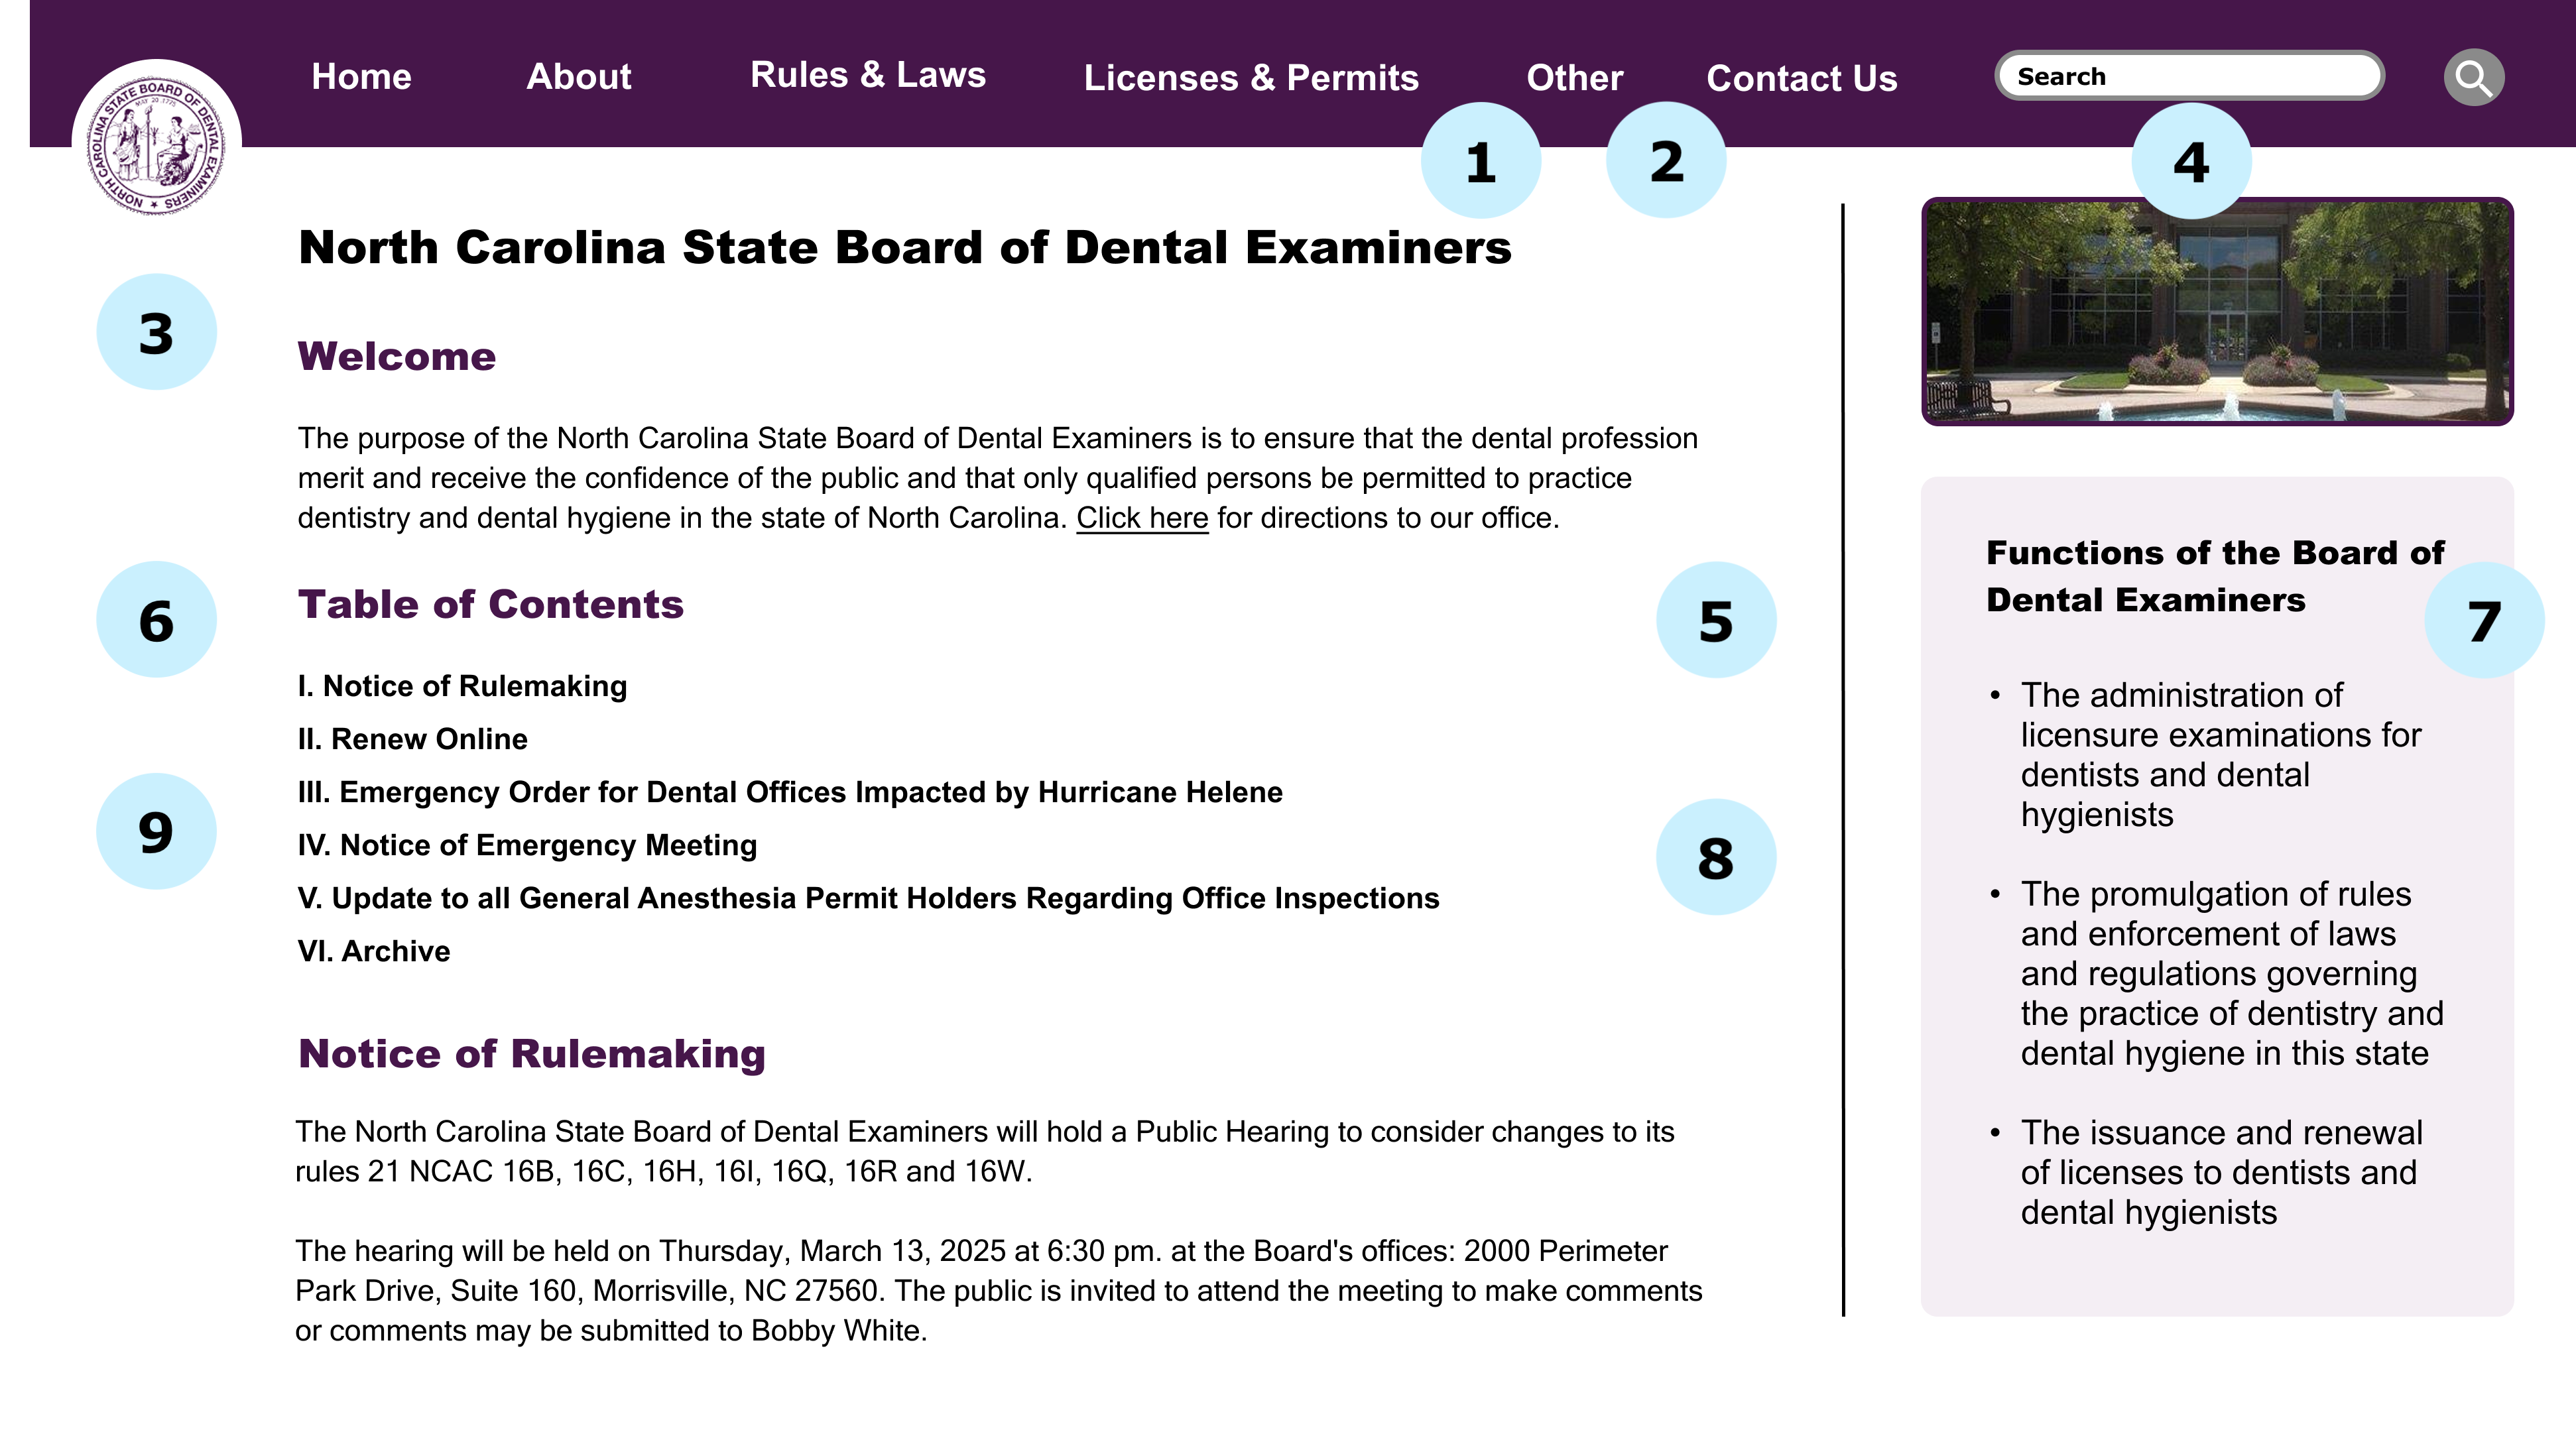 Home About Rules & Laws Licenses & Permits Other Contact Us Search
NORTH CAROLINA STATE BOARD OF DENTAL EXAMINERS
MAY 20 1775
1
2
4
North Carolina State Board of Dental Examiners
3
Welcome
The purpose of the North Carolina State Board of Dental Examiners is to ensure that the dental profession
merit and receive the confidence of the public and that only qualified persons be permitted to practice
dentistry and dental hygiene in the state of North Carolina. Click here for directions to our office.
6
Table of Contents
5
I. Notice of Rulemaking
II. Renew Online
III. Emergency Order for Dental Offices Impacted by Hurricane Helene
9
IV. Notice of Emergency Meeting
8
V. Update to all General Anesthesia Permit Holders Regarding Office Inspections
VI. Archive
Notice of Rulemaking
The North Carolina State Board of Dental Examiners will hold a Public Hearing to consider changes to its
rules 21 NCAC 16B, 16C, 16H, 16I, 16Q, 16R and 16W.
The hearing will be held on Thursday, March 13, 2025 at 6:30 pm. at the Board's offices: 2000 Perimeter
Park Drive, Suite 160, Morrisville, NC 27560. The public is invited to attend the meeting to make comments
or comments may be submitted to Bobby White.
Functions of the Board of
Dental Examiners
7
• The administration of
licensure examinations for
dentists and dental
hygienists
• The promulgation of rules
and enforcement of laws
and regulations governing
the practice of dentistry and
dental hygiene in this state
• The issuance and renewal
of licenses to dentists and
dental hygienists